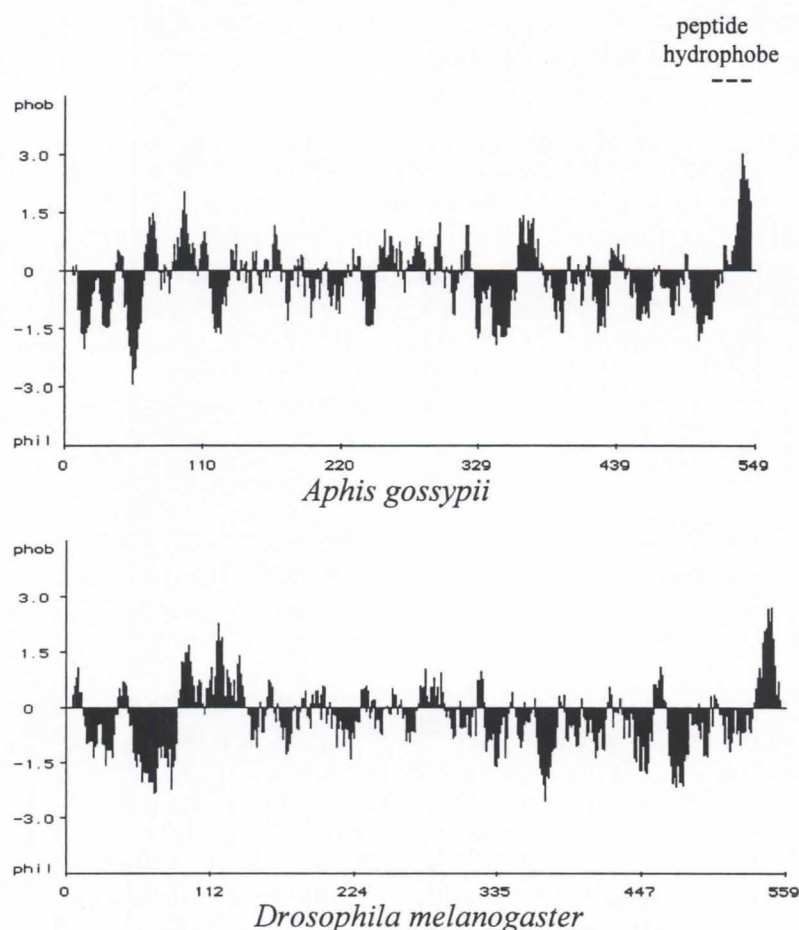 peptide
hydrophobe
phob
3.0
1.5
0
-1.5
-3.0
phil
0 110 220 329 439 549
Aphis gossypii
phob
3.0
1.5
0
-1.5
-3.0
phil
0 112 224 335 447 559
Drosophila melanogaster